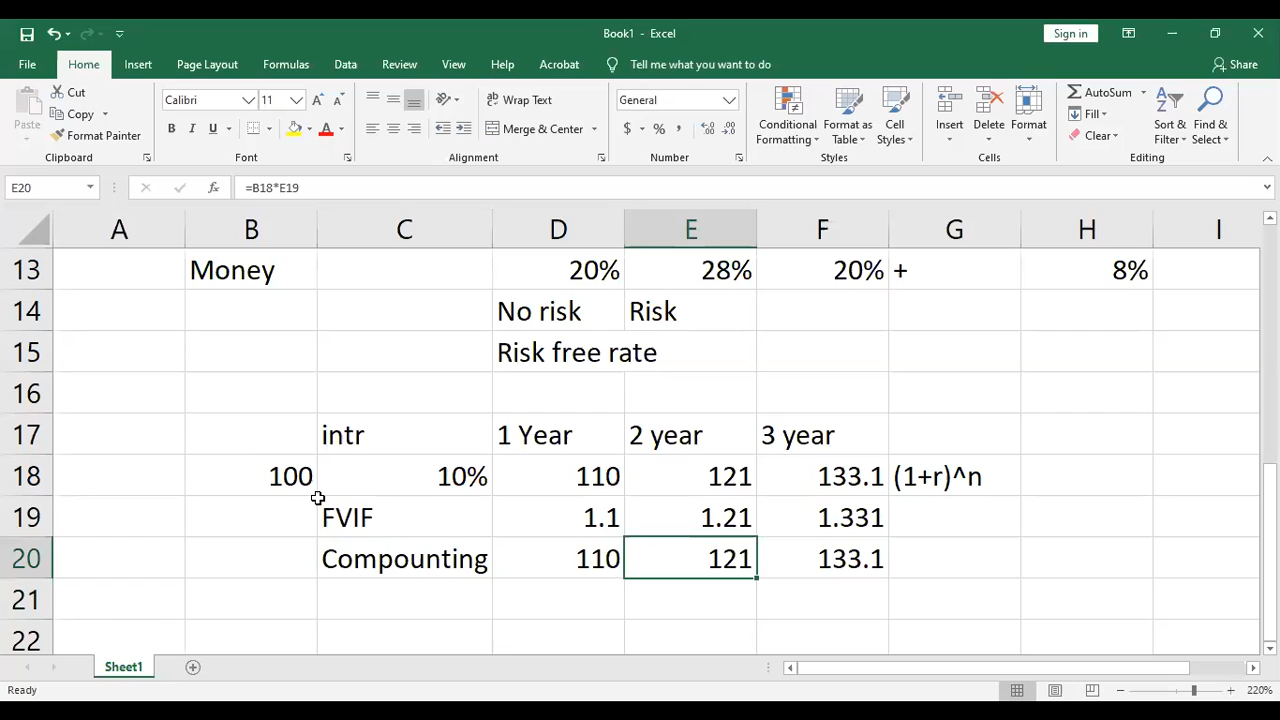 Book1 - Excel
Sign in
File Home Insert Page Layout Formulas Data Review View Help Acrobat Tell me what you want to do Share
Paste
Cut
Copy
Format Painter
Clipboard
Calibri 11
B I U
A A
Font
Wrap Text
Merge & Center
Alignment
General
$ % ,
Number
Conditional Formatting
Format as Table
Cell Styles
Styles
Insert
Delete
Format
Cells
AutoSum
Fill
Clear
Sort & Filter
Find & Select
Editing
E20 fx =B18*E19
A B C D E F G H I
13 Money 20% 28% 20% + 8%
14 No risk Risk
15 Risk free rate
16
17 intr 1 Year 2 year 3 year
18 100 10% 110 121 133.1 (1+r)^n
19 FVIF 1.1 1.21 1.331
20 Compounting 110 121 133.1
21
22
Sheet1
Ready 220%